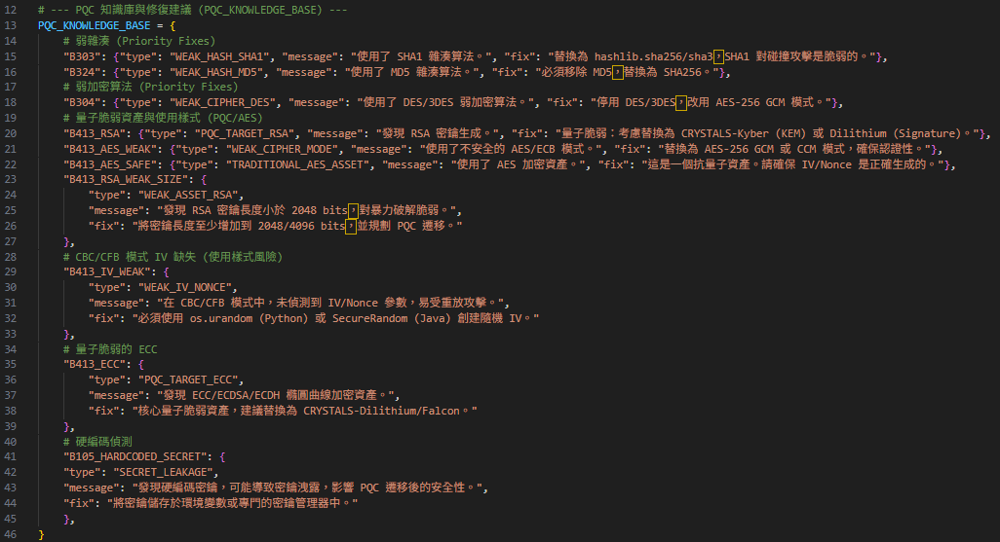 12 # --- PQC 知識庫與修復建議 (PQC_KNOWLEDGE_BASE) ---
13 PQC_KNOWLEDGE_BASE = {
14     # 弱雜湊 (Priority Fixes)
15     "B303": {"type": "WEAK_HASH_SHA1", "message": "使用了 SHA1 雜湊算法。", "fix": "替換為 hashlib.sha256/sha3，SHA1 對碰撞攻擊是脆弱的。"},
16     "B324": {"type": "WEAK_HASH_MD5", "message": "使用了 MD5 雜湊算法。", "fix": "必須移除 MD5，替換為 SHA256。"},
17     # 弱加密算法 (Priority Fixes)
18     "B304": {"type": "WEAK_CIPHER_DES", "message": "使用了 DES/3DES 弱加密算法。", "fix": "停用 DES/3DES，改用 AES-256 GCM 模式。"},
19     # 量子脆弱資產與使用樣式 (PQC/AES)
20     "B413_RSA": {"type": "PQC_TARGET_RSA", "message": "發現 RSA 密鑰生成。", "fix": "量子脆弱：考慮替換為 CRYSTALS-Kyber (KEM) 或 Dilithium (Signature)。"},
21     "B413_AES_WEAK": {"type": "WEAK_CIPHER_MODE", "message": "使用了不安全的 AES/ECB 模式。", "fix": "替換為 AES-256 GCM 或 CCM 模式，確保認證性。"},
22     "B413_AES_SAFE": {"type": "TRADITIONAL_AES_ASSET", "message": "使用了 AES 加密資產。", "fix": "這是一個抗量子資產。請確保 IV/Nonce 是正確生成的。"},
23     "B413_RSA_WEAK_SIZE": {
24         "type": "WEAK_ASSET_RSA",
25         "message": "發現 RSA 密鑰長度小於 2048 bits，對暴力破解脆弱。",
26         "fix": "將密鑰長度至少增加到 2048/4096 bits，並規劃 PQC 遷移。"
27     },
28     # CBC/CFB 模式 IV 缺失 (使用樣式風險)
29     "B413_IV_WEAK": {
30         "type": "WEAK_IV_NONCE",
31         "message": "在 CBC/CFB 模式中，未偵測到 IV/Nonce 參數，易受重放攻擊。",
32         "fix": "必須使用 os.urandom (Python) 或 SecureRandom (Java) 創建隨機 IV。"
33     },
34     # 量子脆弱的 ECC
35     "B413_ECC": {
36         "type": "PQC_TARGET_ECC",
37         "message": "發現 ECC/ECDSA/ECDH 橢圓曲線加密資產。",
38         "fix": "核心量子脆弱資產，建議替換為 CRYSTALS-Dilithium/Falcon。"
39     },
40     # 硬編碼偵測
41     "B105_HARDCODED_SECRET": {
42     "type": "SECRET_LEAKAGE",
43     "message": "發現硬編碼密鑰，可能導致密鑰洩露，影響 PQC 遷移後的安全性。",
44     "fix": "將密鑰儲存於環境變數或專門的密鑰管理器中。"
45     },
46 }